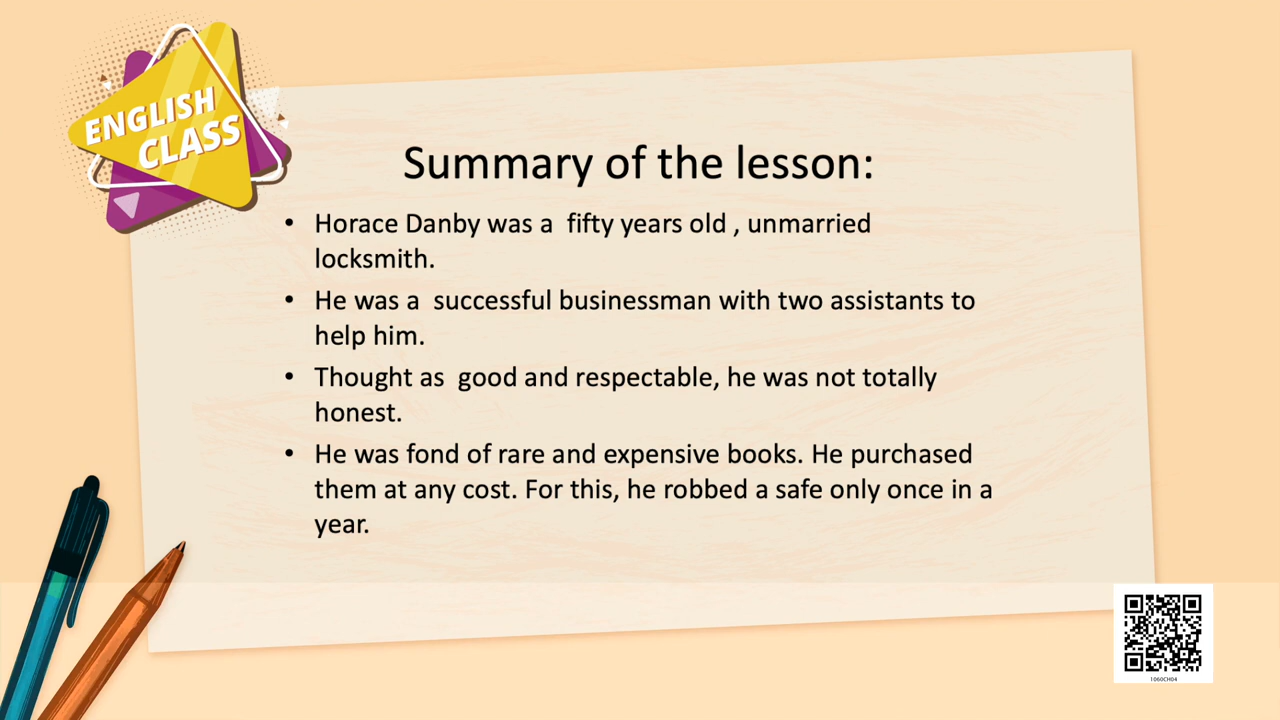 ENGLISH
CLASS
Summary of the lesson:
• Horace Danby was a  fifty years old , unmarried
locksmith.
• He was a  successful businessman with two assistants to
help him.
• Thought as  good and respectable, he was not totally
honest.
• He was fond of rare and expensive books. He purchased
them at any cost. For this, he robbed a safe only once in a
year.
1060CH04